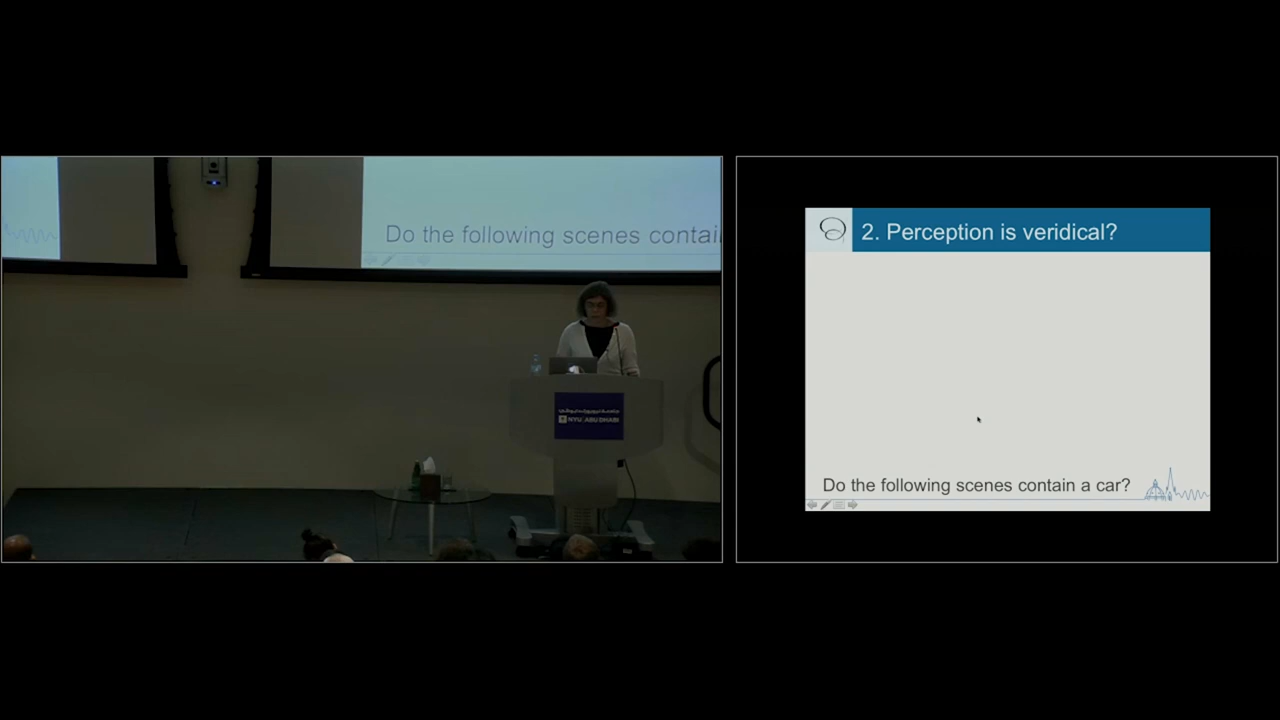 Do the following scenes contai
NYU ABU DHABI
2. Perception is veridical?
Do the following scenes contain a car?